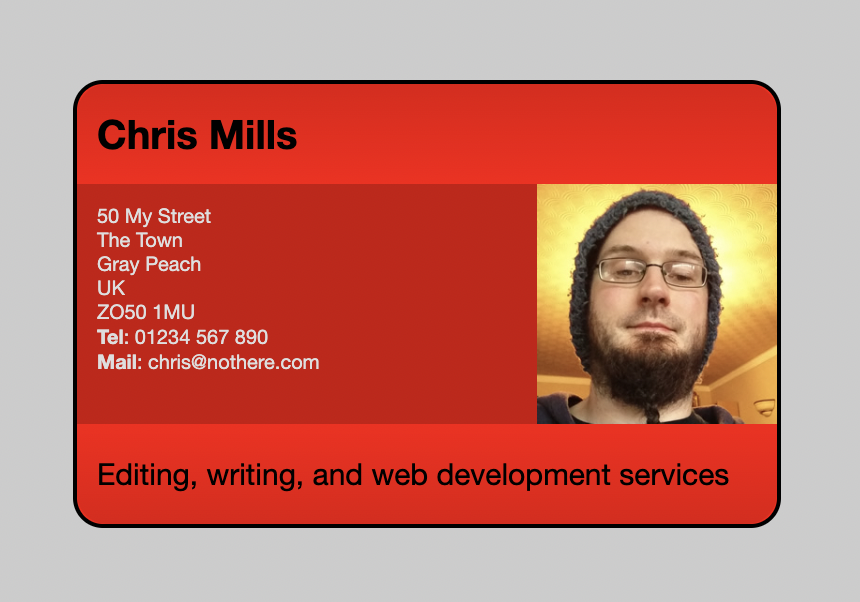 Chris Mills
50 My Street
The Town
Gray Peach
UK
ZO50 1MU
Tel: 01234 567 890
Mail: chris@nothere.com
Editing, writing, and web development services